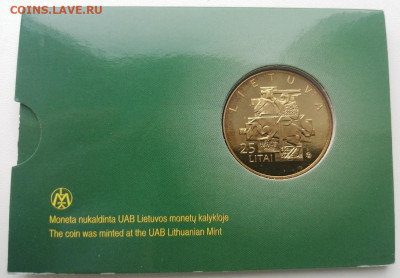 COINS.LAVE.RU
LIETUVA
25
LITAI
Moneta nukaldinta UAB Lietuvos monetų kalykloje
The coin was minted at the UAB Lithuanian Mint